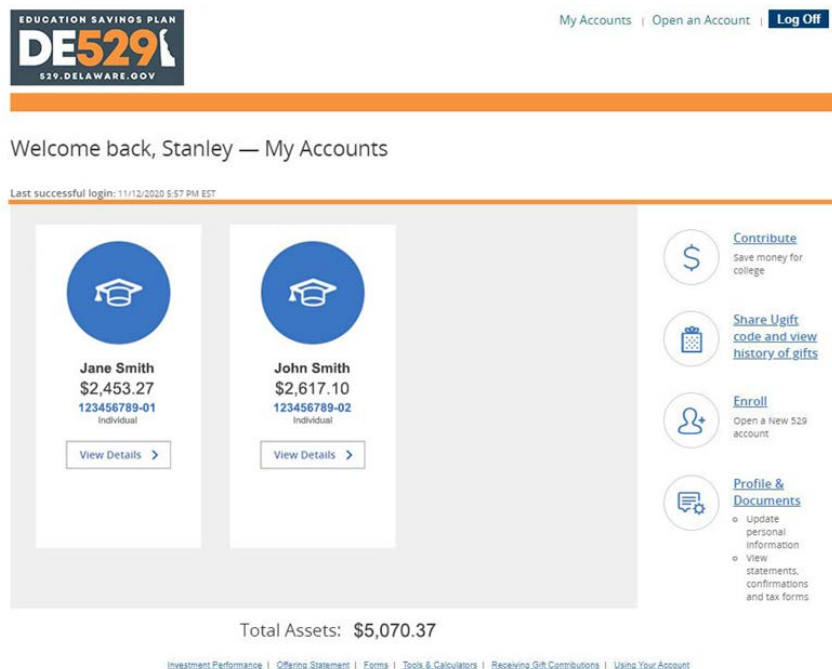 EDUCATION SAVINGS PLAN
DE529
529.DELAWARE.GOV
My Accounts | Open an Account | Log Off
Welcome back, Stanley — My Accounts
Last successful login: 11/12/2020 5:57 PM EST
Jane Smith
$2,453.27
123456789-01
Individual
View Details
John Smith
$2,617.10
123456789-02
Individual
View Details
Contribute
Save money for
college
Share Ugift
code and view
history of gifts
Enroll
Open a New 529
account
Profile &
Documents
Update
personal
information
View
statements,
confirmations
and tax forms
Total Assets: $5,070.37
Investment Performance | Offering Statement | Forms | Tools & Calculators | Receiving Gift Contributions | Using Your Account